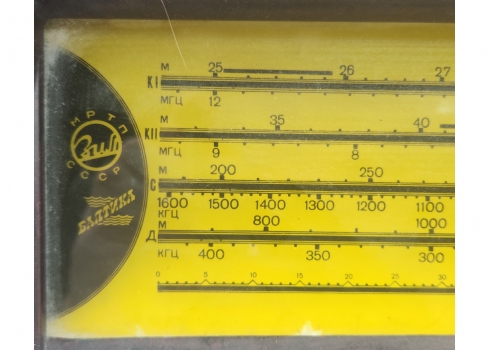 МРТП
СССР
БАЛТИКА
М 25 26 27
КI
МГЦ 12
М 35 40
КII
МГЦ 9 8
М 200 250
С
1600 1500 1400 1300 1200 1100
КГЦ
М 800 1000
Д
КГЦ 400 350 300
0 5 10 15 20 25 30